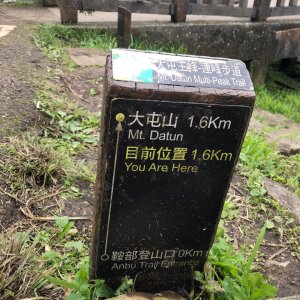 大屯主峰-連峰步道
Mt. Datun Multi-Peak Trail
大屯山 1.6Km
Mt. Datun
目前位置 1.6Km
You Are Here
鞍部登山口 0Km
Anbu Trail Entrance